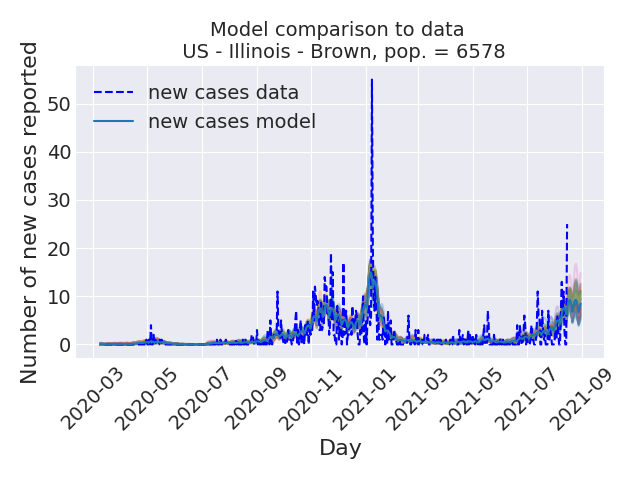 Model comparison to data
US - Illinois - Brown, pop. = 6578
Number of new cases reported
50
40
30
20
10
0
new cases data
new cases model
2020-03
2020-05
2020-07
2020-09
2020-11
2021-01
2021-03
2021-05
2021-07
2021-09
Day